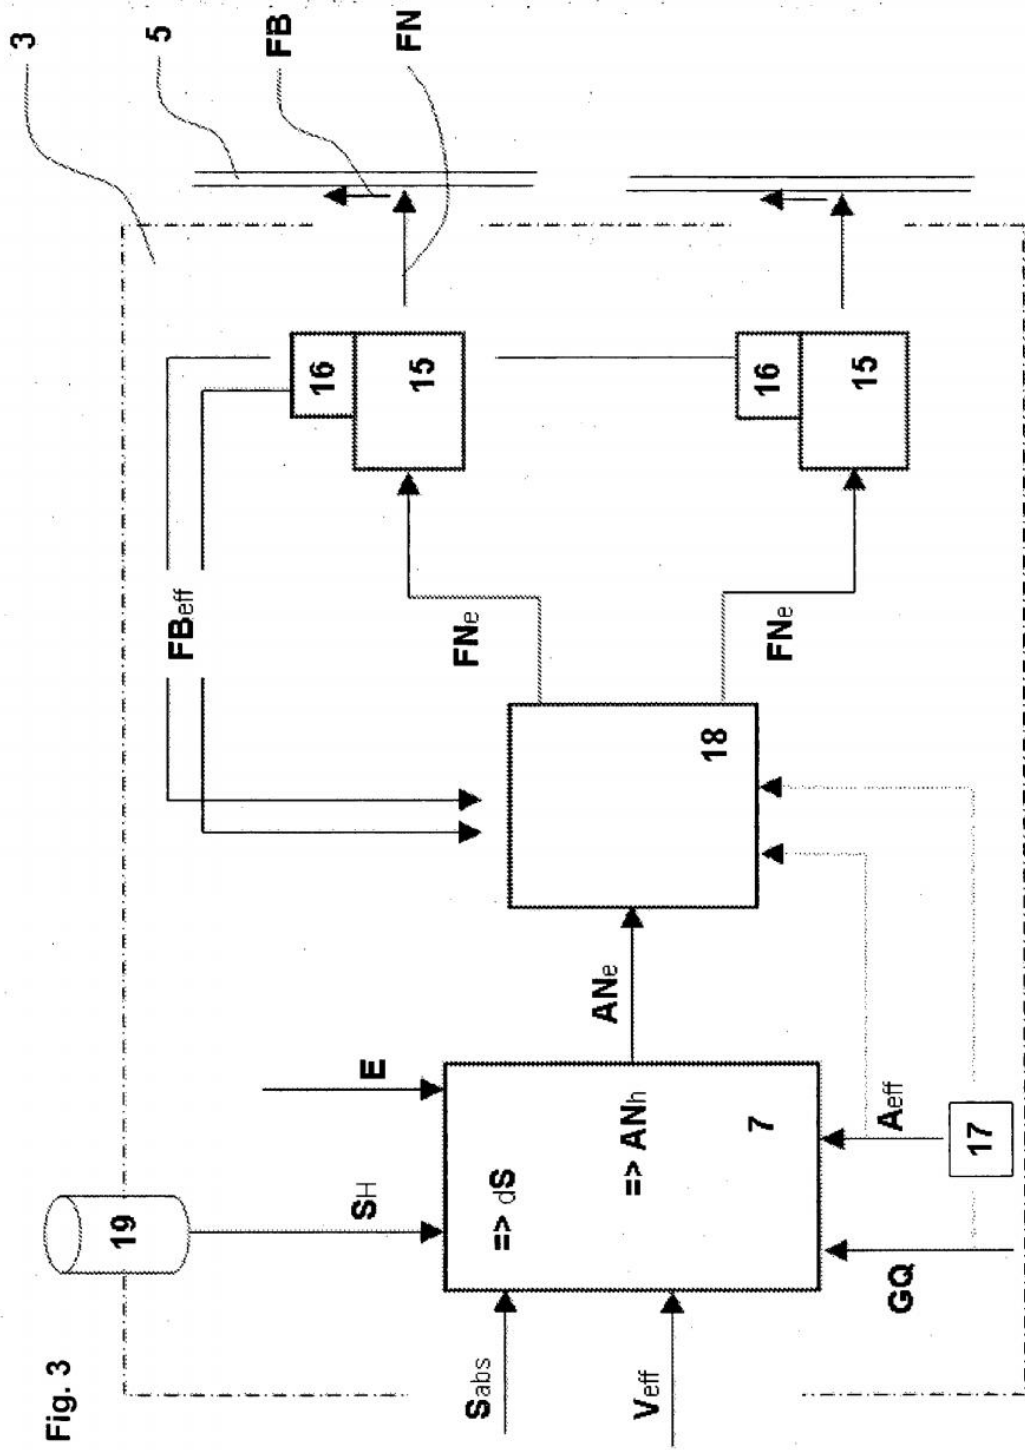 Fig. 3
3
5
FB
FN
19
SH
E
FBeff
16
15
16
15
FNe
FNe
18
ANe
Sabs
Veff
=> dS
=> ANh
7
GQ
Aeff
17